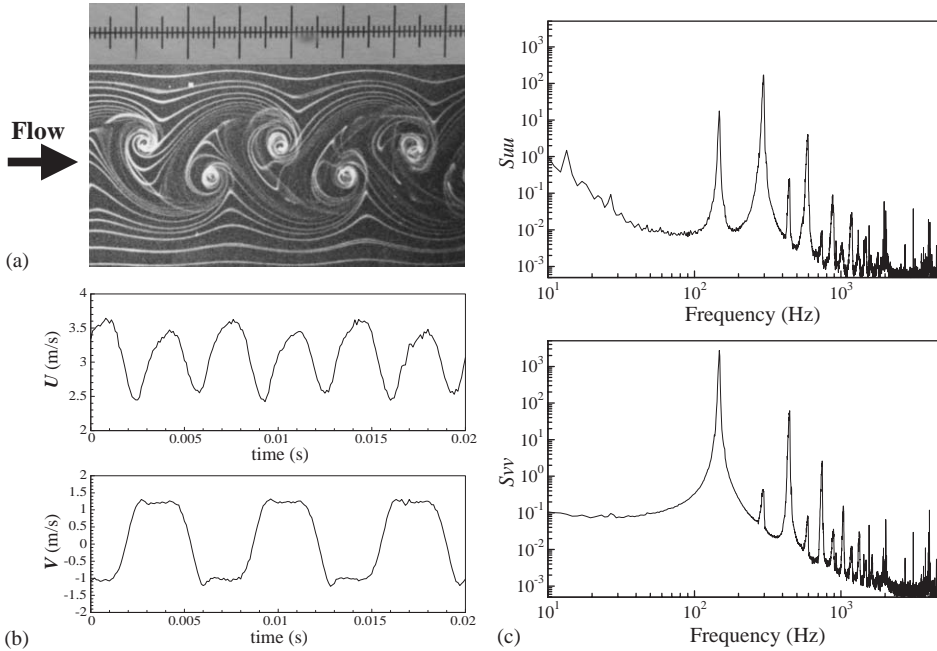 Flow
(a)
4
3.5
3
2.5
2
U (m/s)
0 0.005 0.01 0.015 0.02
time (s)
2
1.5
1
0.5
0
-0.5
-1
-1.5
-2
V (m/s)
0 0.005 0.01 0.015 0.02
time (s)
(b)
10³
10²
10¹
10⁰
10⁻¹
10⁻²
10⁻³
Suu
10¹ 10² 10³
Frequency (Hz)
10³
10²
10¹
10⁰
10⁻¹
10⁻²
10⁻³
Svv
10¹ 10² 10³
Frequency (Hz)
(c)